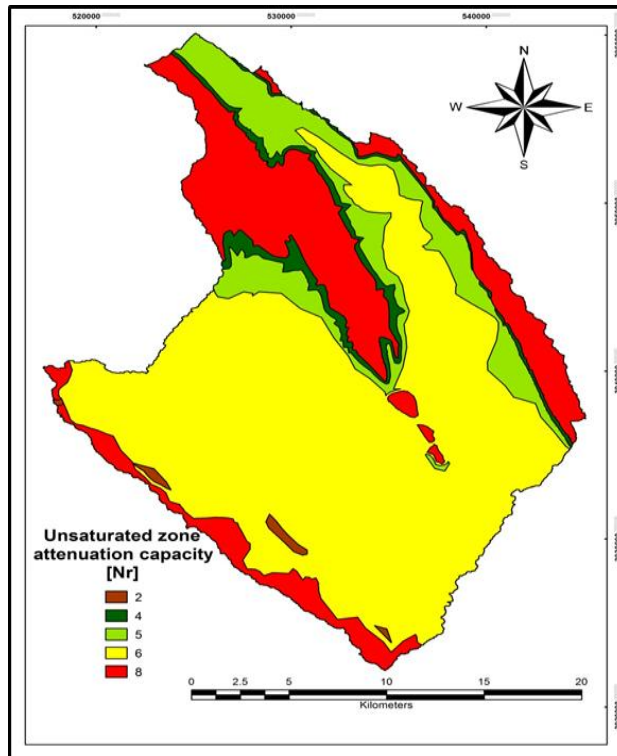 520000 530000 540000
N
W E
S
Unsaturated zone
attenuation capacity
[Nr]
2
4
5
6
8
0 2.5 5 10 15 20
Kilometers